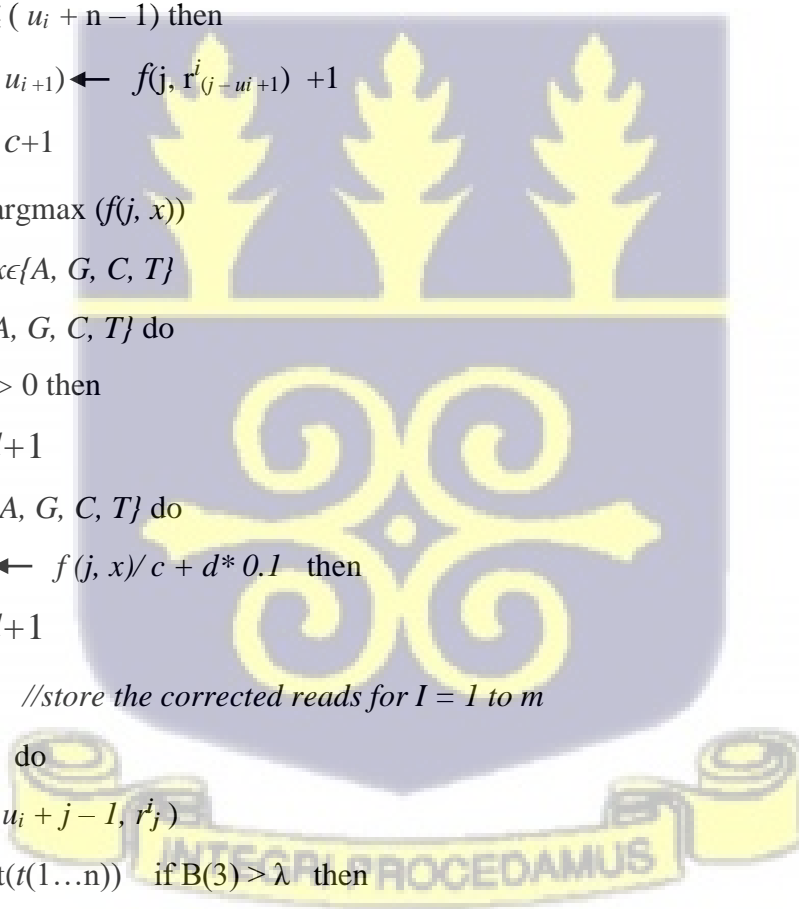 ( uᵢ + n – 1) then
uᵢ ₊₁) ← f(j, rⁱ₍ⱼ ₋ ᵤᵢ ₊₁₎) +1
c+1
argmax (f(j, x))
xϵ{A, G, C, T}
A, G, C, T} do
> 0 then
+1
A, G, C, T} do
← f (j, x)/ c + d* 0.1 then
+1
//store the corrected reads for I = 1 to m
do
uᵢ + j – 1, rⁱⱼ )
t(t(1…n)) if B(3) > λ then
INTEGRI PROCEDAMUS